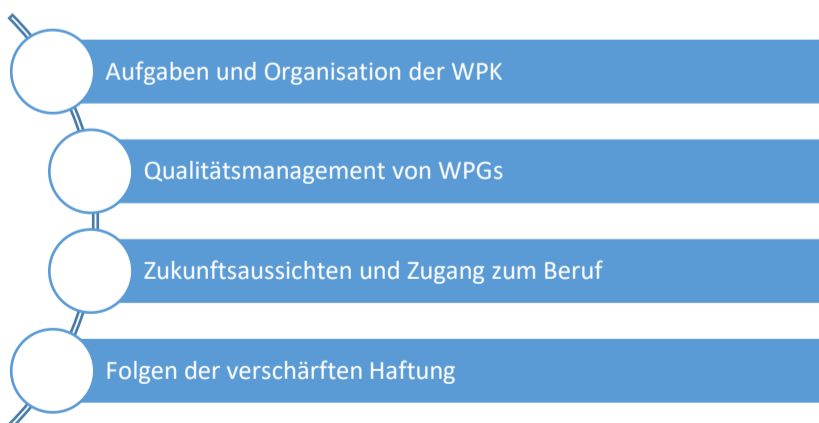 Aufgaben und Organisation der WPK
Qualitätsmanagement von WPGs
Zukunftsaussichten und Zugang zum Beruf
Folgen der verschärften Haftung